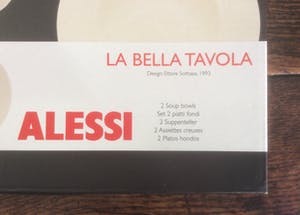 LA BELLA TAVOLA
Design Ettore Sottsass, 1993
ALESSI
2 Soup bowls
Set 2 piatti fondi
2 Suppenteller
2 Assiettes creuses
2 Platos hondos